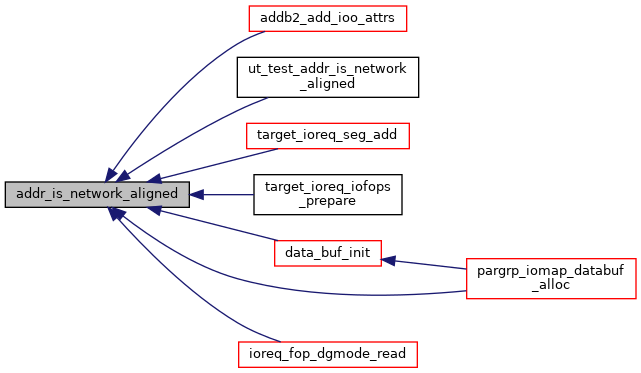 addb2_add_ioo_attrs
ut_test_addr_is_network
_aligned
target_ioreq_seg_add
addr_is_network_aligned
target_ioreq_iofops
_prepare
data_buf_init
pargrp_iomap_databuf
_alloc
ioreq_fop_dgmode_read